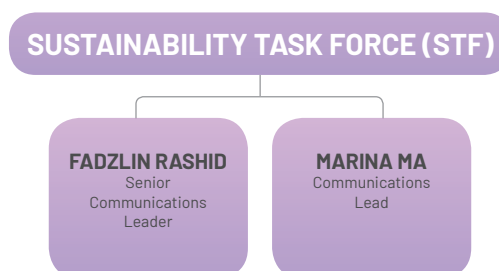 SUSTAINABILITY TASK FORCE (STF)
FADZLIN RASHID
Senior
Communications
Leader
MARINA MA
Communications
Lead